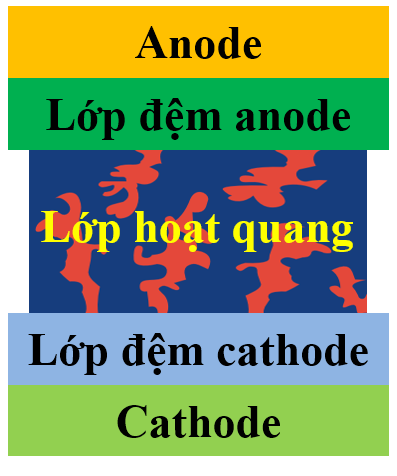 Anode
Lớp đệm anode
Lớp hoạt quang
Lớp đệm cathode
Cathode